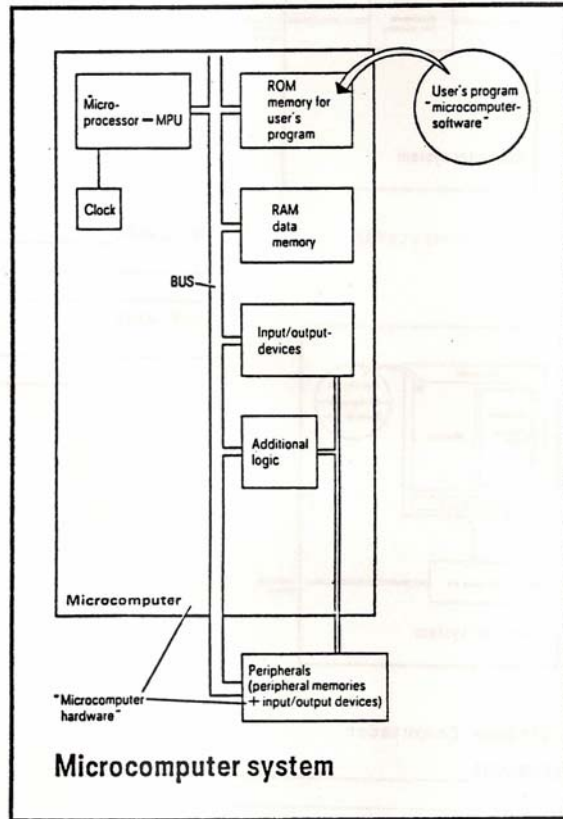 Micro-
processor — MPU
ROM
memory for
user's
program
User's program
"microcomputer-
software"
Clock
RAM
data
memory
BUS
Input/output-
devices
Additional
logic
Microcomputer
Peripherals
(peripheral memories
+ input/output devices)
"Microcomputer
hardware"
Microcomputer system